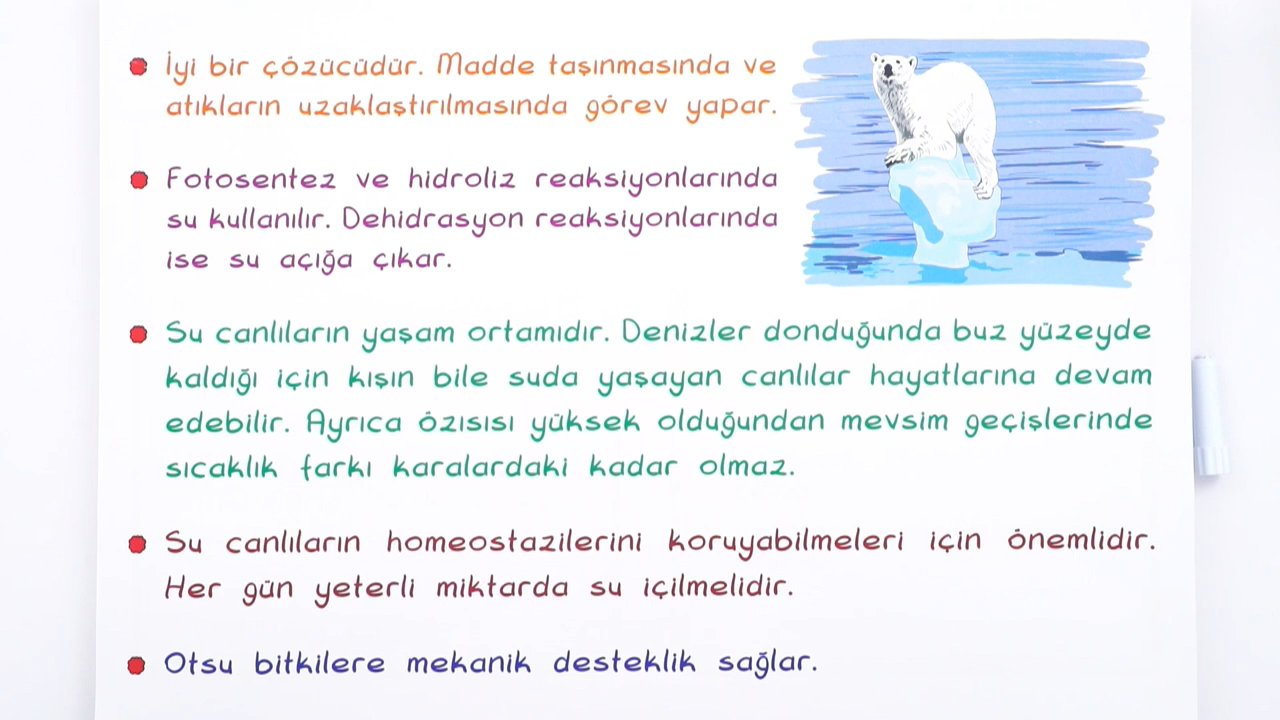 İyi bir çözücüdür. Madde taşınmasında ve
atıkların uzaklaştırılmasında görev yapar.
Fotosentez ve hidroliz reaksiyonlarında
su kullanılır. Dehidrasyon reaksiyonlarında
ise su açığa çıkar.
Su canlıların yaşam ortamıdır. Denizler donduğunda buz yüzeyde
kaldığı için kışın bile suda yaşayan canlılar hayatlarına devam
edebilir. Ayrıca özısısı yüksek olduğundan mevsim geçişlerinde
sıcaklık farkı karalardaki kadar olmaz.
Su canlıların homeostazilerini koruyabilmeleri için önemlidir.
Her gün yeterli miktarda su içilmelidir.
Otsu bitkilere mekanik desteklik sağlar.